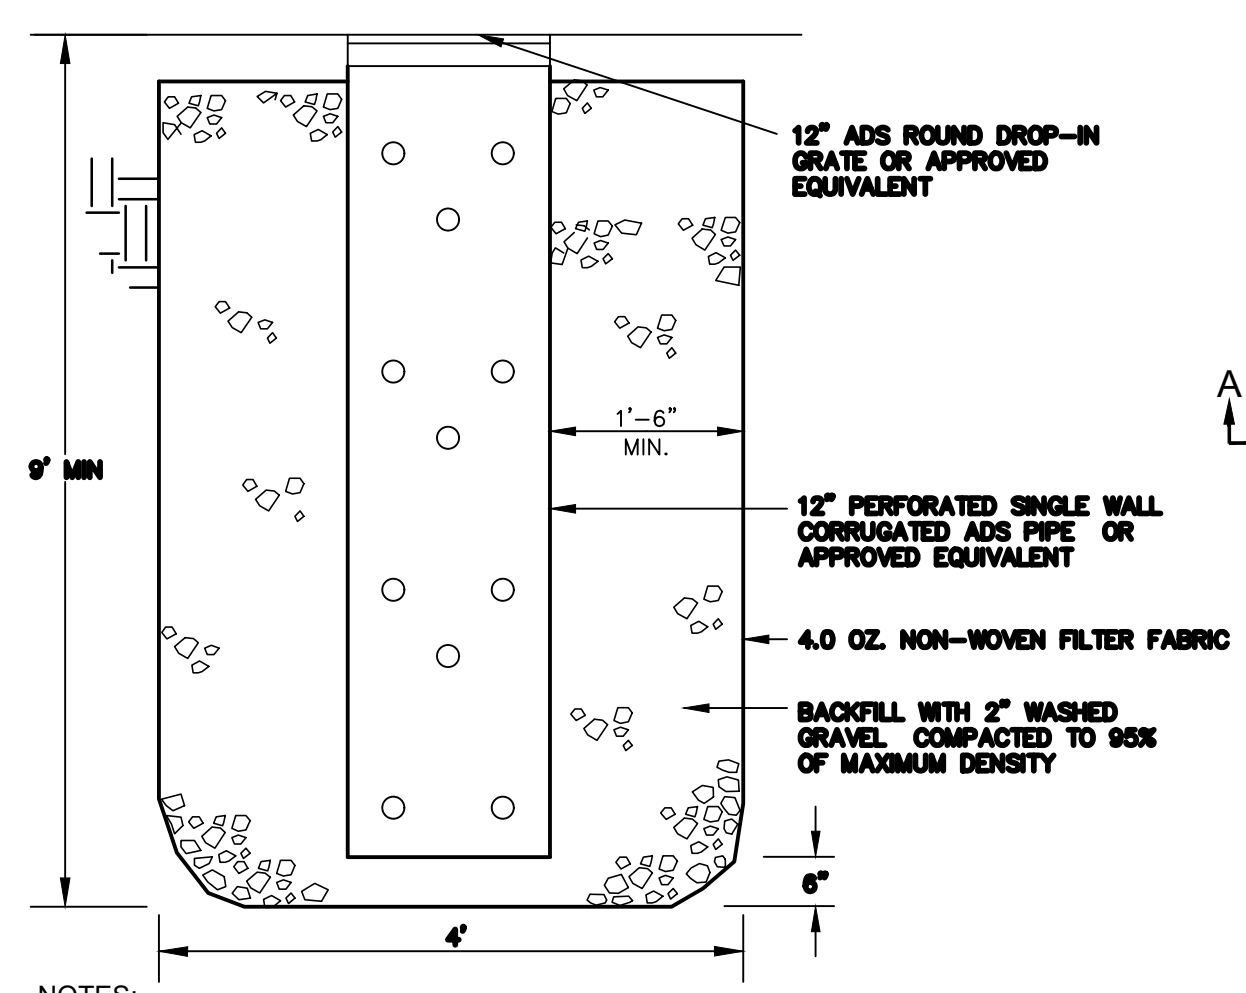 12" ADS ROUND DROP-IN
GRATE OR APPROVED
EQUIVALENT
A
1'-6"
MIN.
9' MIN
12" PERFORATED SINGLE WALL
CORRUGATED ADS PIPE OR
APPROVED EQUIVALENT
4.0 OZ. NON-WOVEN FILTER FABRIC
BACKFILL WITH 2" WASHED
GRAVEL COMPACTED TO 95%
OF MAXIMUM DENSITY
6"
4'
NOTES: